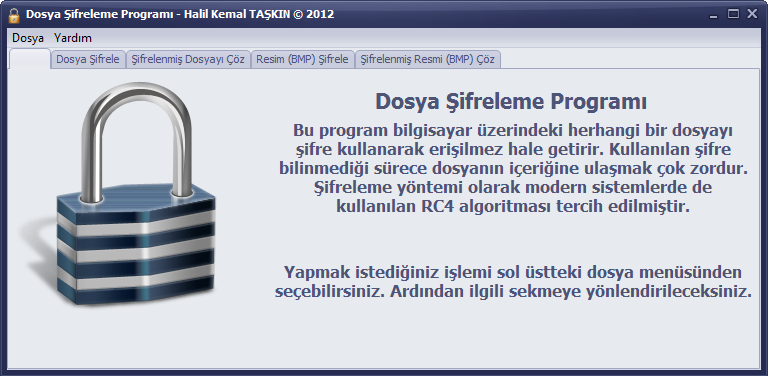 Dosya Şifreleme Programı - Halil Kemal TAŞKIN © 2012
Dosya Yardım
Dosya Şifrele Şifrelenmiş Dosyayı Çöz Resim (BMP) Şifrele Şifrelenmiş Resmi (BMP) Çöz
Dosya Şifreleme Programı
Bu program bilgisayar üzerindeki herhangi bir dosyayı
şifre kullanarak erişilmez hale getirir. Kullanılan şifre
bilinmediği sürece dosyanın içeriğine ulaşmak çok zordur.
Şifreleme yöntemi olarak modern sistemlerde de
kullanılan RC4 algoritması tercih edilmiştir.
Yapmak istediğiniz işlemi sol üstteki dosya menüsünden
seçebilirsiniz. Ardından ilgili sekmeye yönlendirileceksiniz.